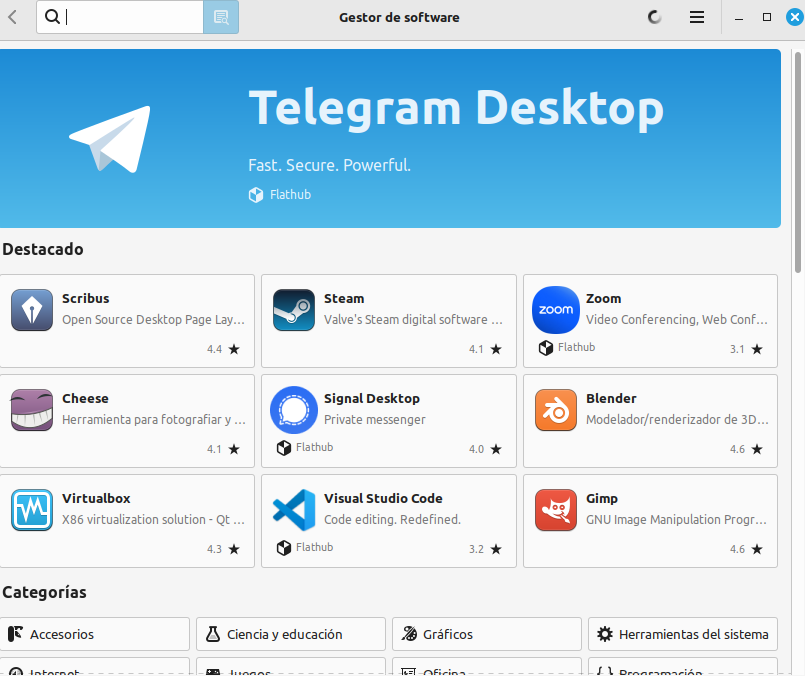 Gestor de software
Telegram Desktop
Fast. Secure. Powerful.
Flathub
Destacado
Scribus
Open Source Desktop Page Lay...
4.4 ★
Steam
Valve's Steam digital software ...
4.1 ★
zoom
Zoom
Video Conferencing, Web Conf...
Flathub
3.1 ★
Cheese
Herramienta para fotografiar y ...
4.1 ★
Signal Desktop
Private messenger
Flathub
4.0 ★
Blender
Modelador/renderizador de 3D...
4.6 ★
Virtualbox
X86 virtualization solution - Qt ...
4.3 ★
Visual Studio Code
Code editing. Redefined.
Flathub
3.2 ★
Gimp
GNU Image Manipulation Progr...
4.6 ★
Categorías
Accesorios
Ciencia y educación
Gráficos
Herramientas del sistema
Internet
Juegos
Oficina
Programación